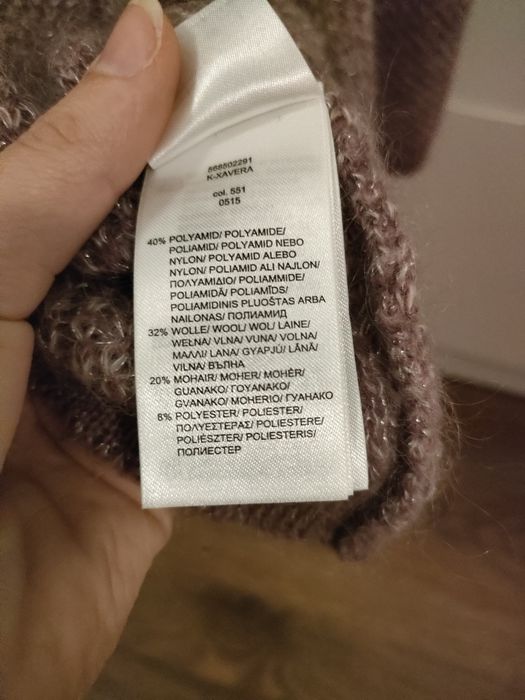 568502291
K-XAVERA
col. 551
0515
40% POLYAMID/ POLYAMIDE/
POLIAMID/ POLYAMID NEBO
NYLON/ POLYAMID ALEBO
NYLON/ POLIAMID ALI NAJLON/
ΠΟΛΥΑΜΙΔΙΟ/ POLIAMMIDE/
POLIAMIDĂ/ POLIAMĪDS/
POLIAMIDINIS PLUOŠTAS ARBA
NAILONAS/ ПОЛИАМИД
32% WOLLE/ WOOL/ WOL/ LAINE/
WEŁNA/ VLNA/ VUNA/ VOLNA/
ΜΑΛΛΙ/ LANA/ GYAPJÚ/ LÂNĂ/
VILNA/ ВЪЛНА
20% MOHAIR/ MOHER/ MOHÉR/
GUANAKO/ ΓΟΥΑΝΑΚΟ/
GVANAKO/ MOHERIO/ ГУАНАКО
8% POLYESTER/ POLIESTER/
ΠΟΛΥΕΣΤΕΡΑΣ/ POLIESTERE/
POLIÉSZTER/ POLIESTERIS/
ПОЛИЕСТЕР